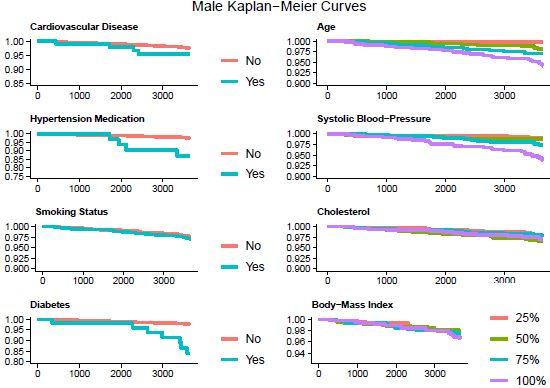 Male Kaplan−Meier Curves
Cardiovascular Disease
1.00
0.95
0.90
0.85
0 1000 2000 3000
No
Yes
Age
1.000
0.975
0.950
0.925
0.900
0 1000 2000 3000
Hypertension Medication
1.00
0.95
0.90
0.85
0.80
0.75
0 1000 2000 3000
No
Yes
Systolic Blood−Pressure
1.000
0.975
0.950
0.925
0.900
0 1000 2000 3000
Smoking Status
1.000
0.975
0.950
0.925
0.900
0 1000 2000 3000
No
Yes
Cholesterol
1.000
0.975
0.950
0.925
0.900
0 1000 2000 3000
Diabetes
1.00
0.95
0.90
0.85
0.80
0 1000 2000 3000
No
Yes
Body−Mass Index
1.00
0.98
0.96
0.94
0 1000 2000 3000
25%
50%
75%
100%